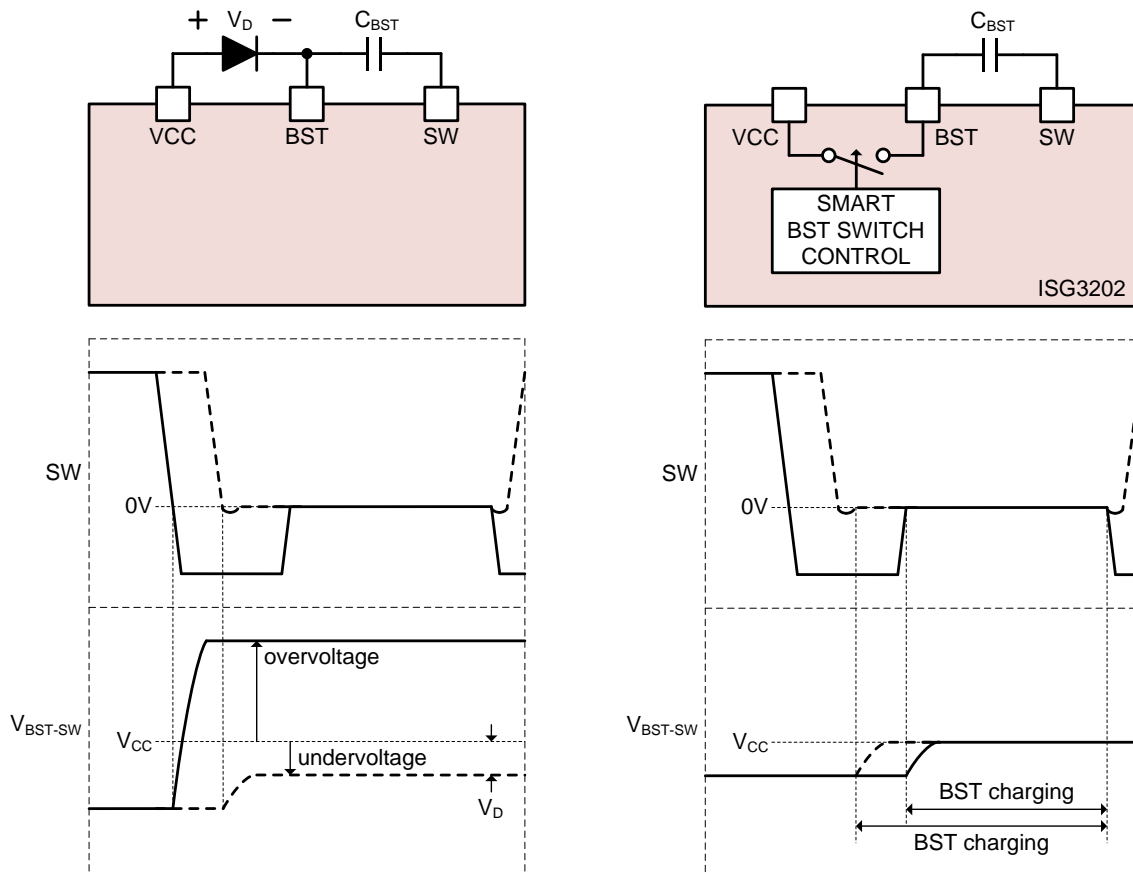 + V_D −
C_BST
VCC
BST
SW
C_BST
VCC
BST
SW
SMART
BST SWITCH
CONTROL
ISG3202
SW
0V
V_BST-SW
V_CC
overvoltage
undervoltage
V_D
SW
0V
V_BST-SW
V_CC
BST charging
BST charging